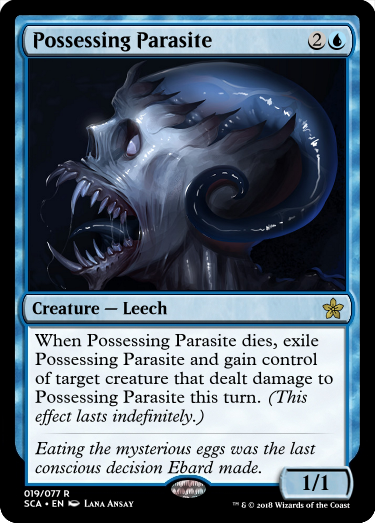 Possessing Parasite 2
Creature — Leech
When Possessing Parasite dies, exile
Possessing Parasite and gain control
of target creature that dealt damage to
Possessing Parasite this turn. (This
effect lasts indefinitely.)
Eating the mysterious eggs was the last
conscious decision Ebard made.
1/1
019/077 R
SCA • EN Lana Ansay
™ & © 2018 Wizards of the Coast